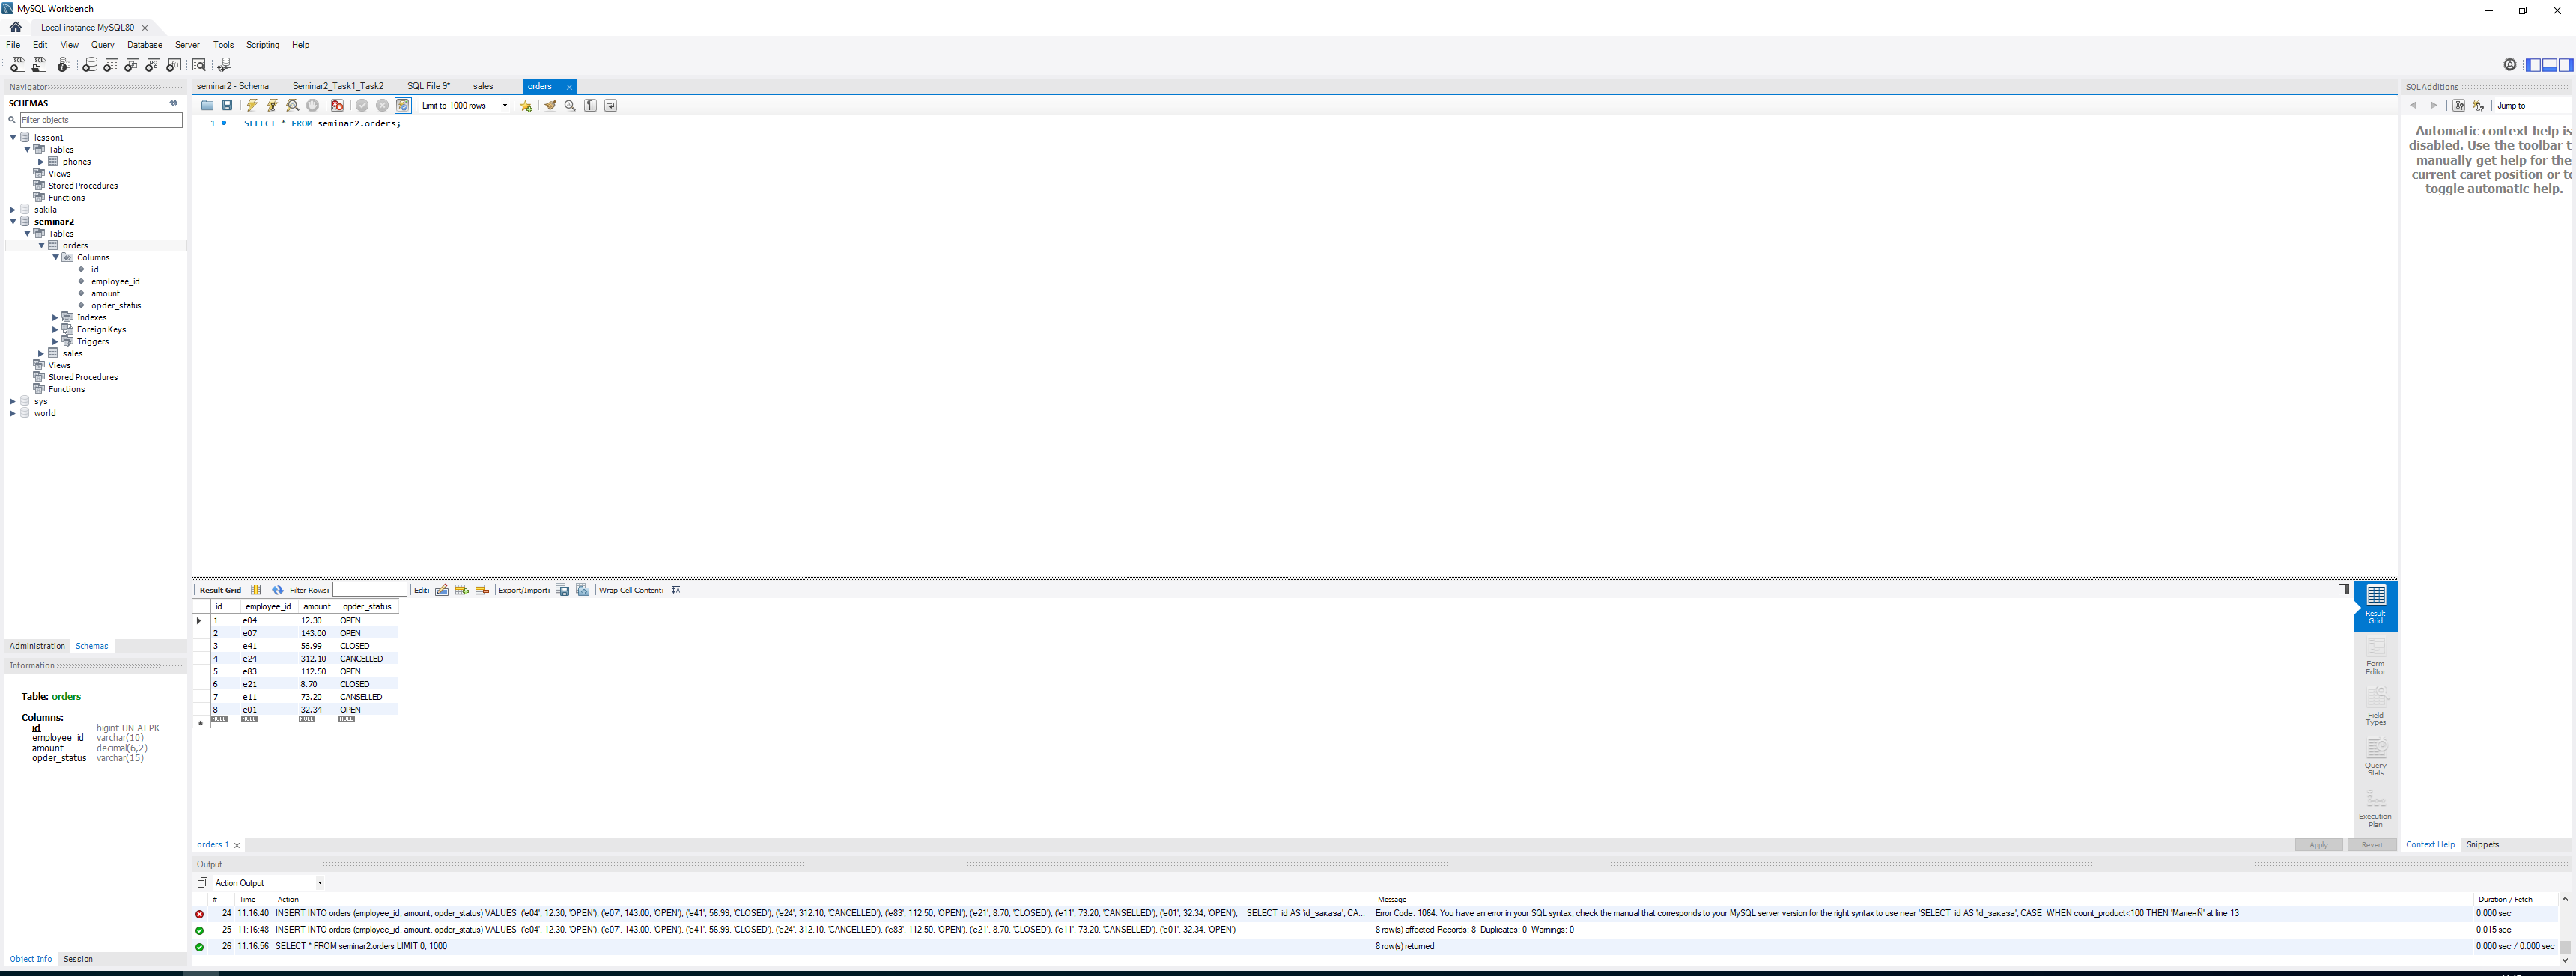 MySQL Workbench
Local instance MySQL80
File Edit View Query Database Server Tools Scripting Help
Navigator
SCHEMAS
Filter objects
lesson1
Tables
phones
Views
Stored Procedures
Functions
sakila
seminar2
Tables
orders
Columns
id
employee_id
amount
opder_status
Indexes
Foreign Keys
Triggers
sales
Views
Stored Procedures
Functions
sys
world
Administration Schemas
Information
Table: orders
Columns:
id bigint UN AI PK
employee_id varchar(10)
amount decimal(6,2)
opder_status varchar(15)
Object Info Session
seminar2 - Schema Seminar2_Task1_Task2 SQL File 9* sales orders
Limit to 1000 rows
1 SELECT * FROM seminar2.orders;
Result Grid Filter Rows: Edit: Export/Import: Wrap Cell Content:
id employee_id amount opder_status
1 e04 12.30 OPEN
2 e07 143.00 OPEN
3 e41 56.99 CLOSED
4 e24 312.10 CANCELLED
5 e83 112.50 OPEN
6 e21 8.70 CLOSED
7 e11 73.20 CANSELLED
8 e01 32.34 OPEN
NULL NULL NULL NULL
Result
Grid
Form
Editor
Field
Types
Query
Stats
Execution
Plan
orders 1
Apply Revert
SQLAdditions
Jump to
Automatic context help is
disabled. Use the toolbar t
manually get help for the
current caret position or to
toggle automatic help.
Context Help Snippets
Output
Action Output
# Time Action Message Duration / Fetch
24 11:16:40 INSERT INTO orders (employee_id, amount, opder_status) VALUES ('e04', 12.30, 'OPEN'), ('e07', 143.00, 'OPEN'), ('e41', 56.99, 'CLOSED'), ('e24', 312.10, 'CANCELLED'), ('e83', 112.50, 'OPEN'), ('e21', 8.70, 'CLOSED'), ('e11', 73.20, 'CANSELLED'), ('e01', 32.34, 'OPEN'), SELECT id AS 'id_заказа', CA... Error Code: 1064. You have an error in your SQL syntax; check the manual that corresponds to your MySQL server version for the right syntax to use near 'SELECT id AS 'id_заказа', CASE WHEN count_product<100 THEN 'МаленÑ' at line 13 0.000 sec
25 11:16:48 INSERT INTO orders (employee_id, amount, opder_status) VALUES ('e04', 12.30, 'OPEN'), ('e07', 143.00, 'OPEN'), ('e41', 56.99, 'CLOSED'), ('e24', 312.10, 'CANCELLED'), ('e83', 112.50, 'OPEN'), ('e21', 8.70, 'CLOSED'), ('e11', 73.20, 'CANSELLED'), ('e01', 32.34, 'OPEN') 8 row(s) affected Records: 8 Duplicates: 0 Warnings: 0 0.015 sec
26 11:16:56 SELECT * FROM seminar2.orders LIMIT 0, 1000 8 row(s) returned 0.000 sec / 0.000 sec